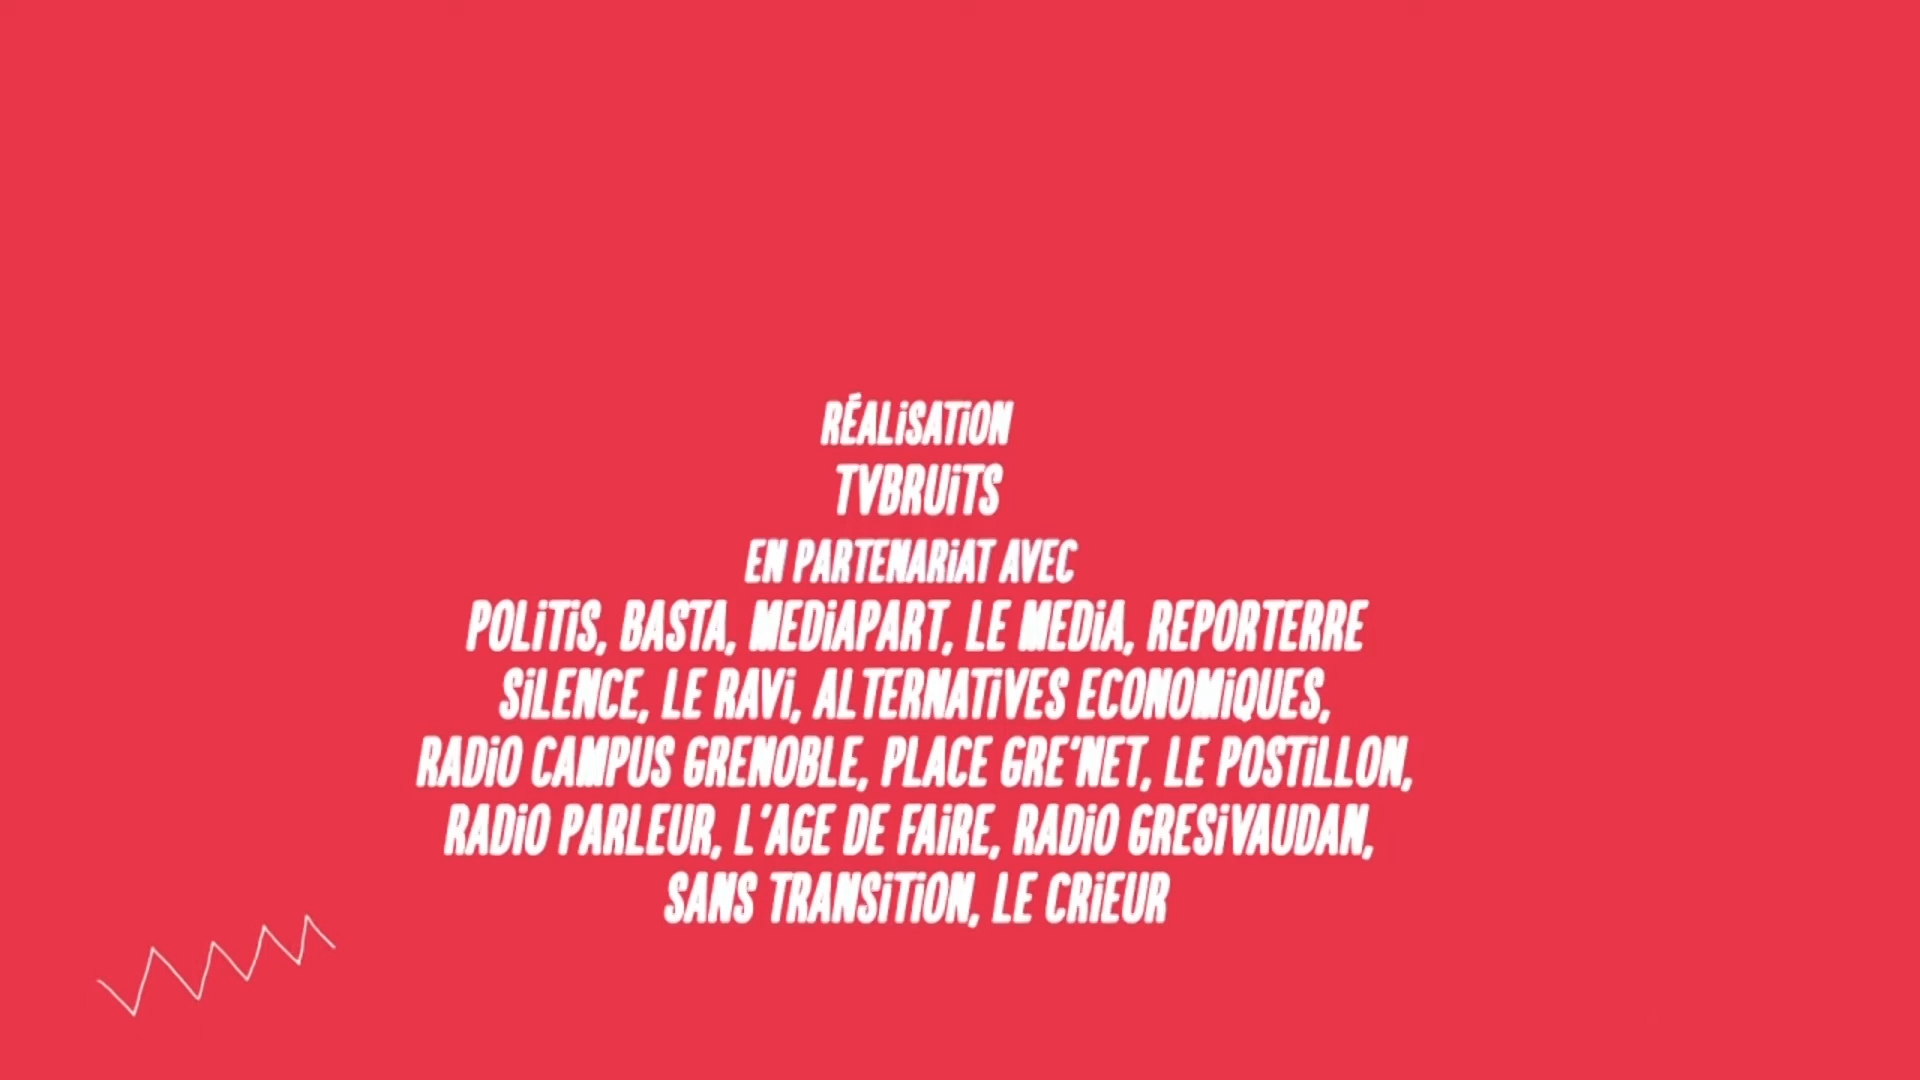 RÉALiSATiON
TVBRUiTS
EN PARTENARiAT AVEC
POLiTiS, BASTA, MEDiAPART, LE MEDiA, REPORTERRE
SiLENCE, LE RAVi, ALTERNATiVES ECONOMiQUES,
RADiO CAMPUS GRENOBLE, PLACE GRE'NET, LE POSTiLLON,
RADiO PARLEUR, L'AGE DE FAiRE, RADiO GRESiVAUDAN,
SANS TRANSiTiON, LE CRiEUR